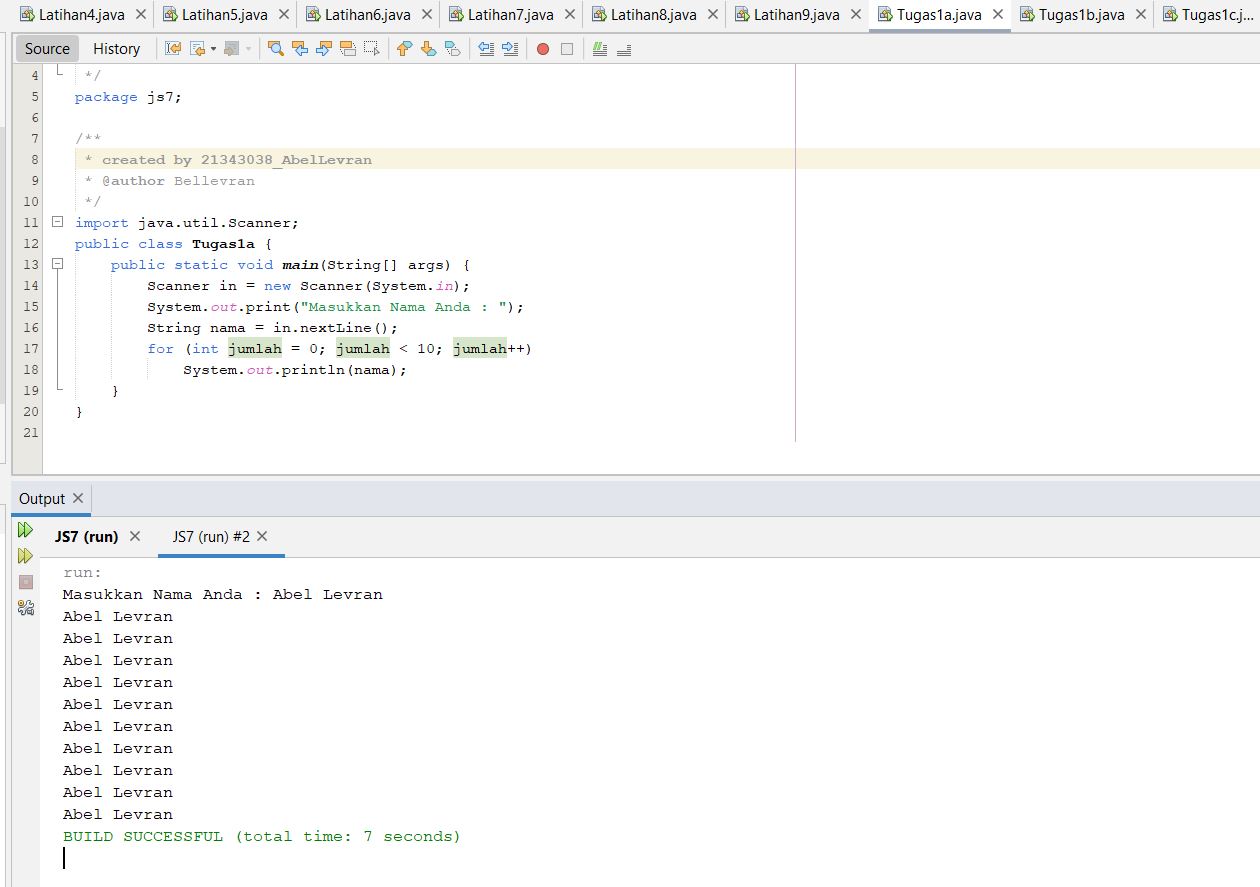 Latihan4.java Latihan5.java Latihan6.java Latihan7.java Latihan8.java Latihan9.java Tugas1a.java Tugas1b.java Tugas1c.j...
Source History
4 */
5 package js7;
6
7 /**
8 * created by 21343038_AbelLevran
9 * @author Bellevran
10 */
11 import java.util.Scanner;
12 public class Tugas1a {
13 public static void main(String[] args) {
14 Scanner in = new Scanner(System.in);
15 System.out.print("Masukkan Nama Anda : ");
16 String nama = in.nextLine();
17 for (int jumlah = 0; jumlah < 10; jumlah++)
18 System.out.println(nama);
19 }
20 }
21
Output
JS7 (run) JS7 (run) #2
run:
Masukkan Nama Anda : Abel Levran
Abel Levran
Abel Levran
Abel Levran
Abel Levran
Abel Levran
Abel Levran
Abel Levran
Abel Levran
Abel Levran
Abel Levran
BUILD SUCCESSFUL (total time: 7 seconds)